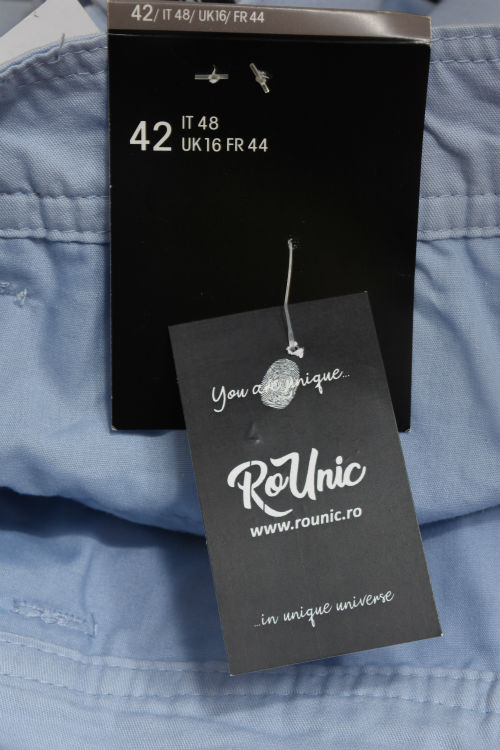 42/ IT 48/ UK16/ FR 44
42 IT 48
UK 16 FR 44
You are unique...
RoUnic
www.rounic.ro
...in unique universe